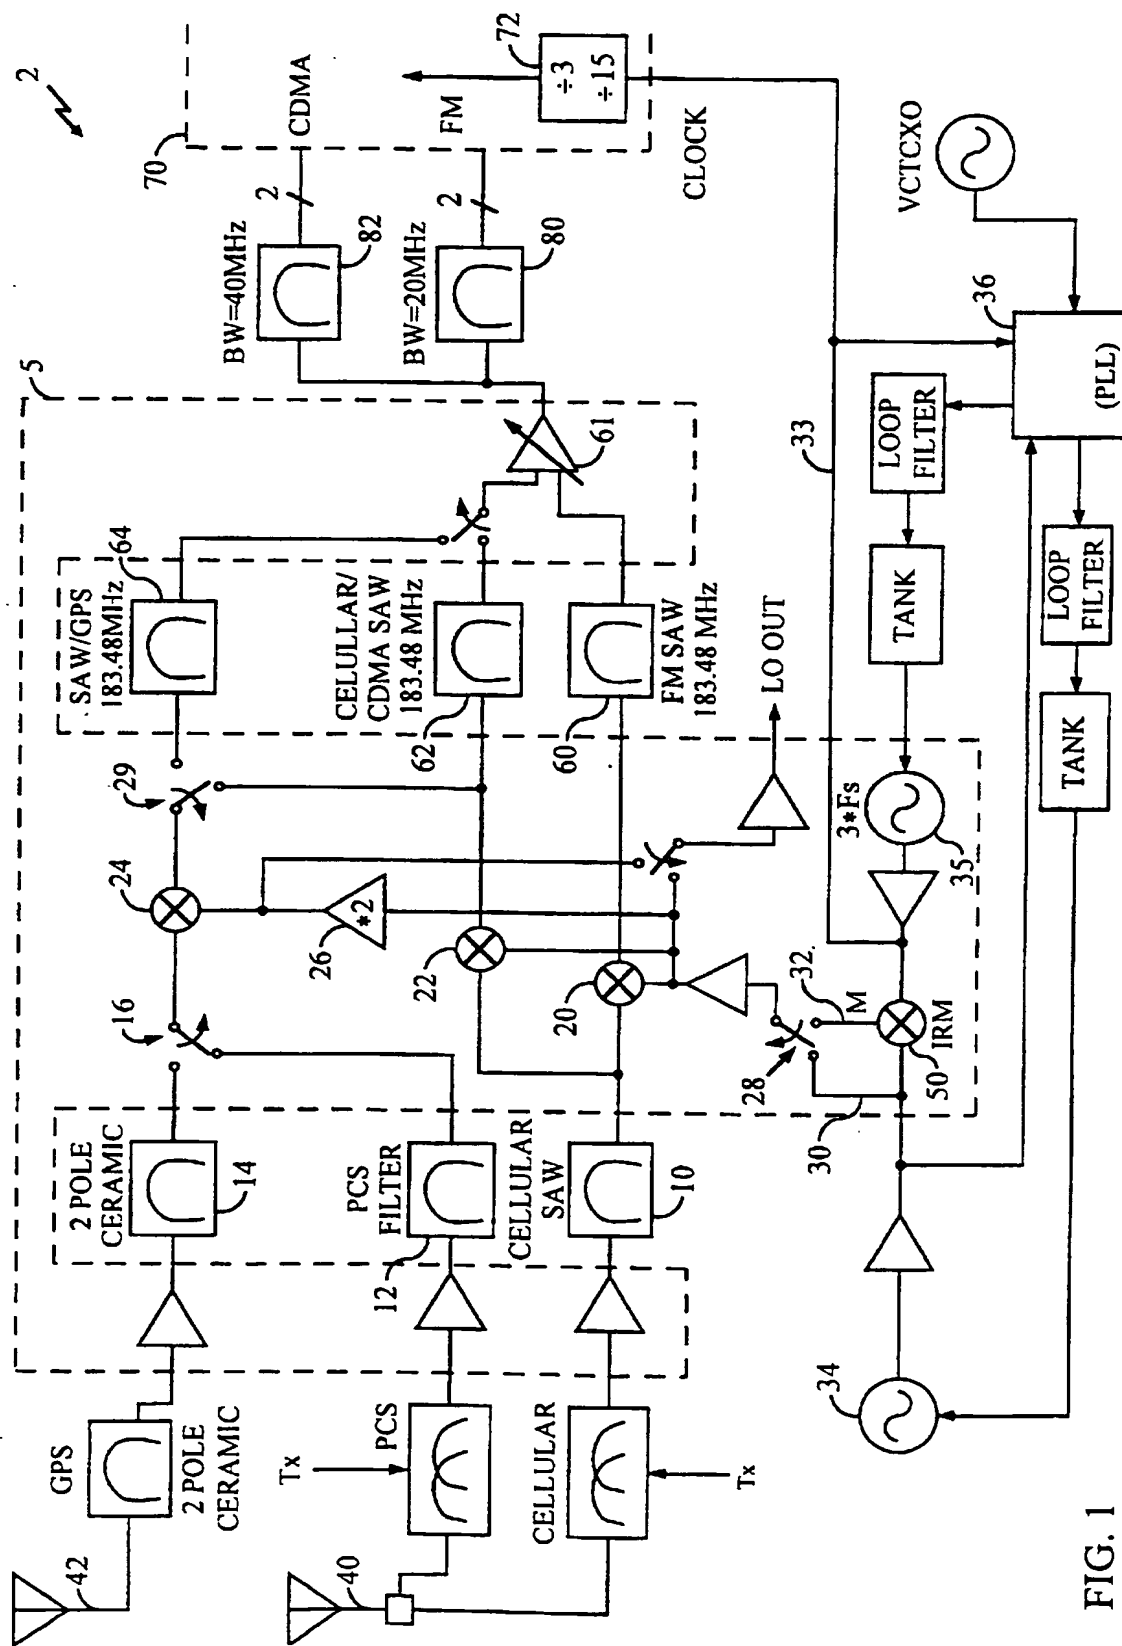 2
70
CDMA
FM
72
÷3
÷15
CLOCK
2
2
BW=40MHz
82
BW=20MHz
80
VCTCXO
5
61
36
(PLL)
33
LOOP
FILTER
LOOP
FILTER
TANK
TANK
SAW/GPS
183.48MHz
64
CELULLAR/
CDMA SAW
183.48 MHz
62
FM SAW
183.48 MHz
60
LO OUT
3*Fs
35
29
24
26
*2
22
20
16
28
32
M
50
IRM
30
2 POLE
CERAMIC
14
PCS
FILTER
12
CELLULAR
SAW
10
34
GPS
2 POLE
CERAMIC
42
Tx
PCS
40
CELLULAR
Tx
FIG. 1